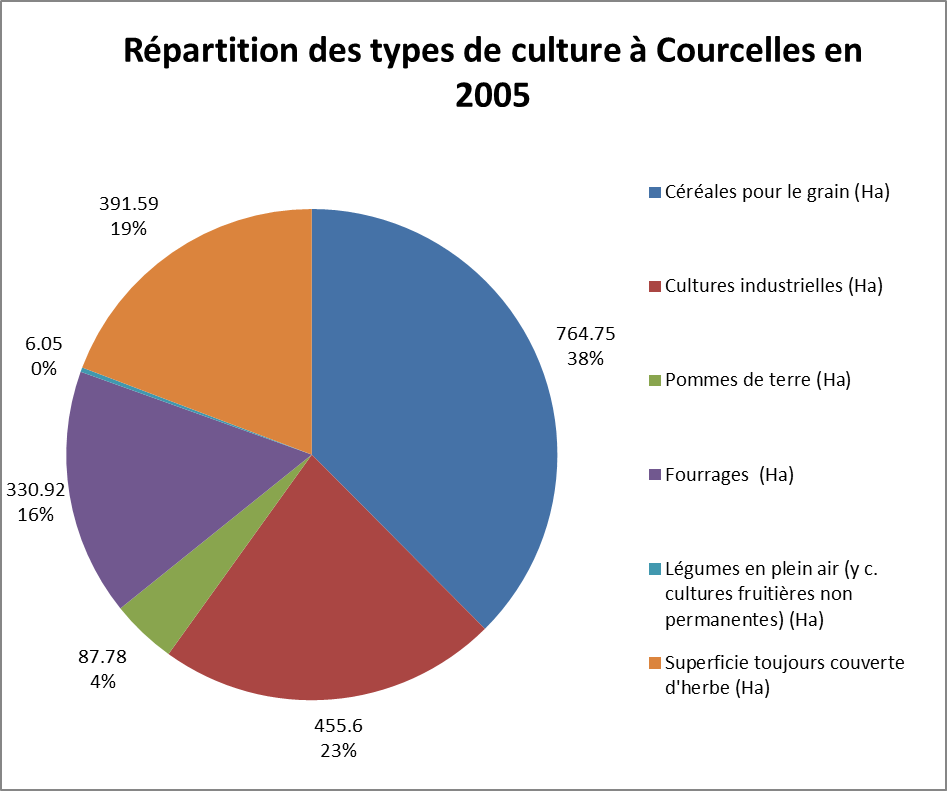 Répartition des types de culture à Courcelles en
2005
391.59
19%
6.05
0%
330.92
16%
87.78
4%
455.6
23%
764.75
38%
Céréales pour le grain (Ha)
Cultures industrielles (Ha)
Pommes de terre (Ha)
Fourrages  (Ha)
Légumes en plein air (y c.
cultures fruitières non
permanentes) (Ha)
Superficie toujours couverte
d'herbe (Ha)